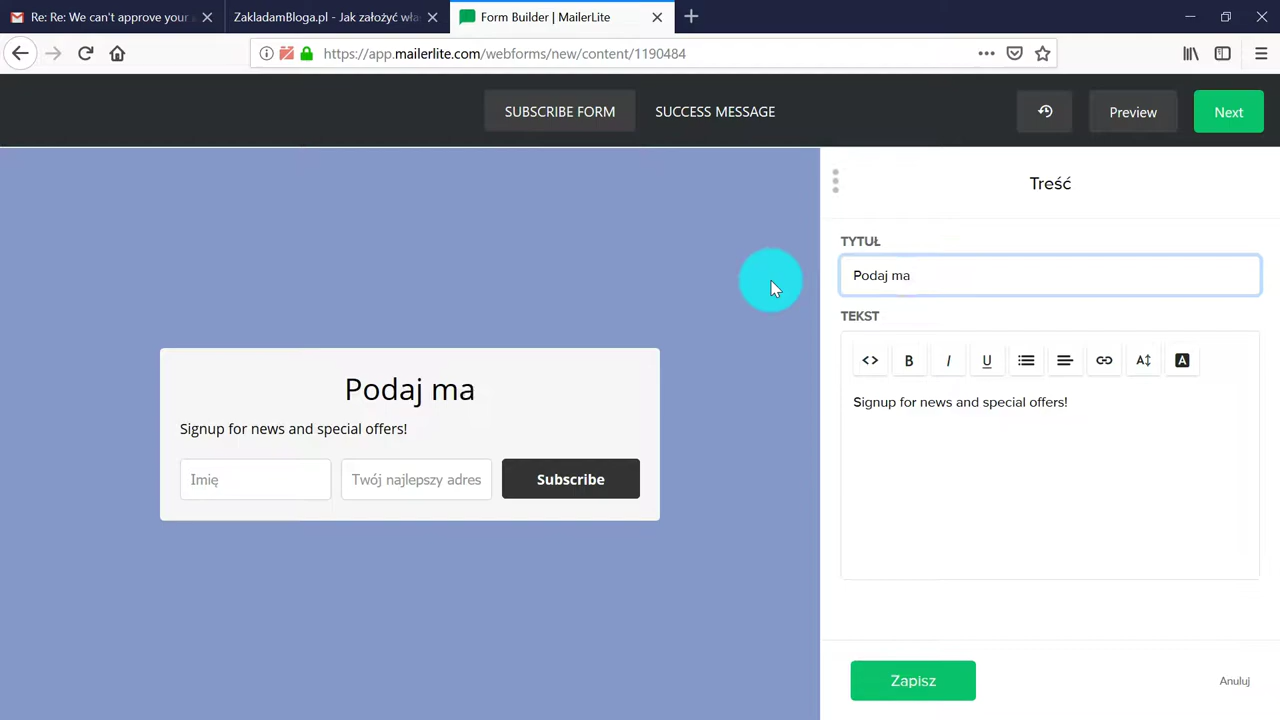 Re: Re: We can't approve your
ZakladamBloga.pl - Jak założyć wła
Form Builder | MailerLite
https://app.mailerlite.com/webforms/new/content/1190484
SUBSCRIBE FORM
SUCCESS MESSAGE
Preview
Next
Treść
TYTUŁ
Podaj ma
TEKST
B
I
U
A
Signup for news and special offers!
Podaj ma
Signup for news and special offers!
Imię
Twój najlepszy adres
Subscribe
Zapisz
Anuluj